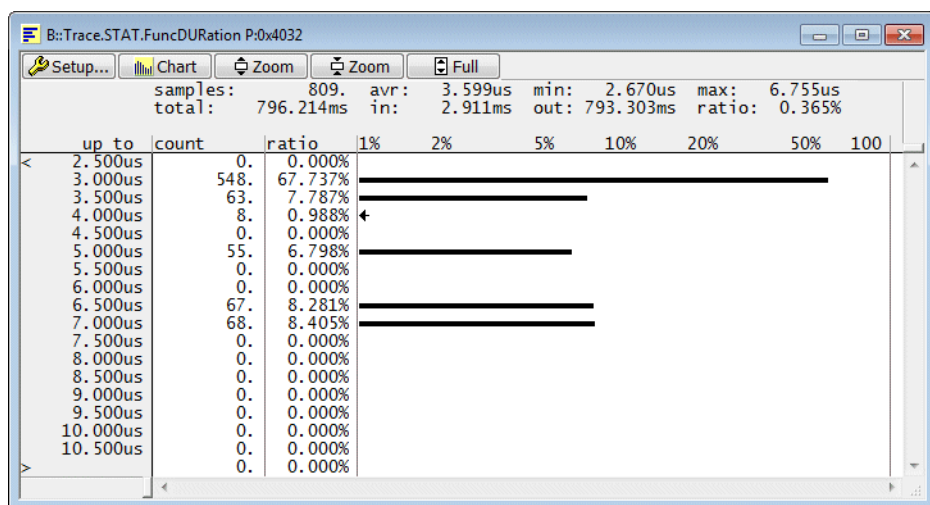 B::Trace.STAT.FuncDURation P:0x4032
Setup... Chart Zoom Zoom Full
samples: 809. avr: 3.599us min: 2.670us max: 6.755us
total: 796.214ms in: 2.911ms out: 793.303ms ratio: 0.365%
up to count ratio 1% 2% 5% 10% 20% 50% 100
< 2.500us 0. 0.000%
3.000us 548. 67.737%
3.500us 63. 7.787%
4.000us 8. 0.988%
4.500us 0. 0.000%
5.000us 55. 6.798%
5.500us 0. 0.000%
6.000us 0. 0.000%
6.500us 67. 8.281%
7.000us 68. 8.405%
7.500us 0. 0.000%
8.000us 0. 0.000%
8.500us 0. 0.000%
9.000us 0. 0.000%
9.500us 0. 0.000%
10.000us 0. 0.000%
10.500us 0. 0.000%
> 0. 0.000%